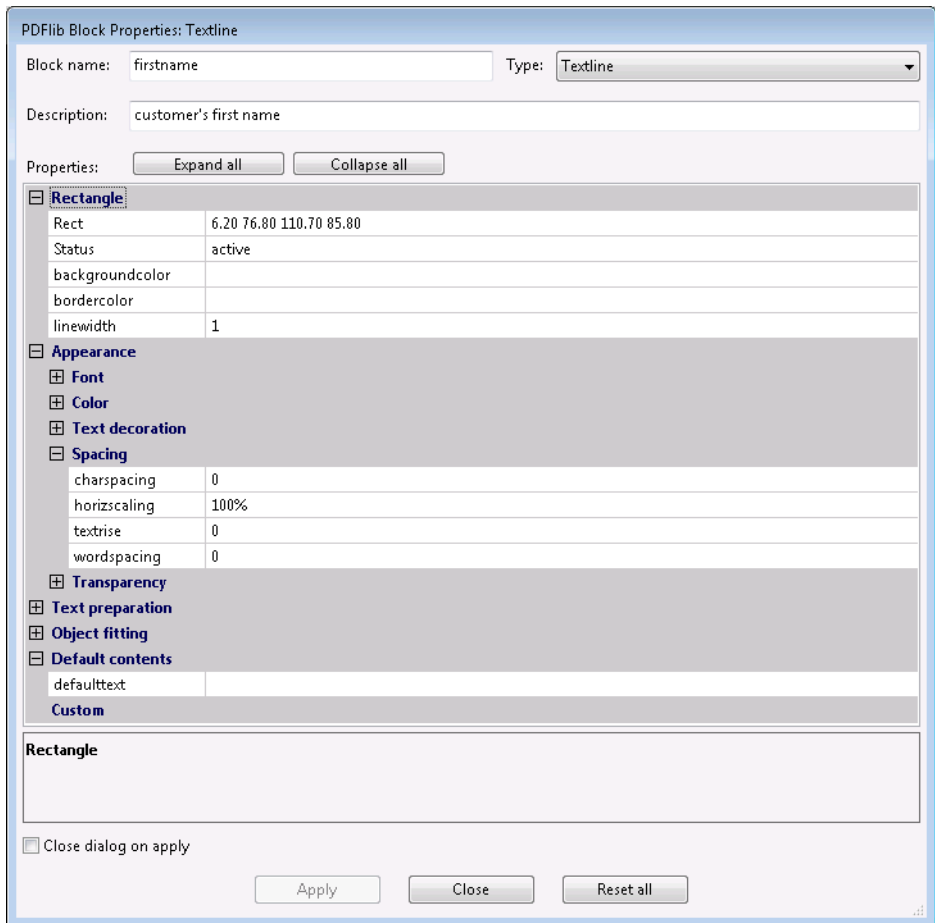 PDFlib Block Properties: Textline
Block name: firstname Type: Textline
Description: customer's first name
Properties: Expand all Collapse all
Rectangle
Rect 6.20 76.80 110.70 85.80
Status active
backgroundcolor
bordercolor
linewidth 1
Appearance
Font
Color
Text decoration
Spacing
charspacing 0
horizscaling 100%
textrise 0
wordspacing 0
Transparency
Text preparation
Object fitting
Default contents
defaulttext
Custom
Rectangle
Close dialog on apply
Apply Close Reset all